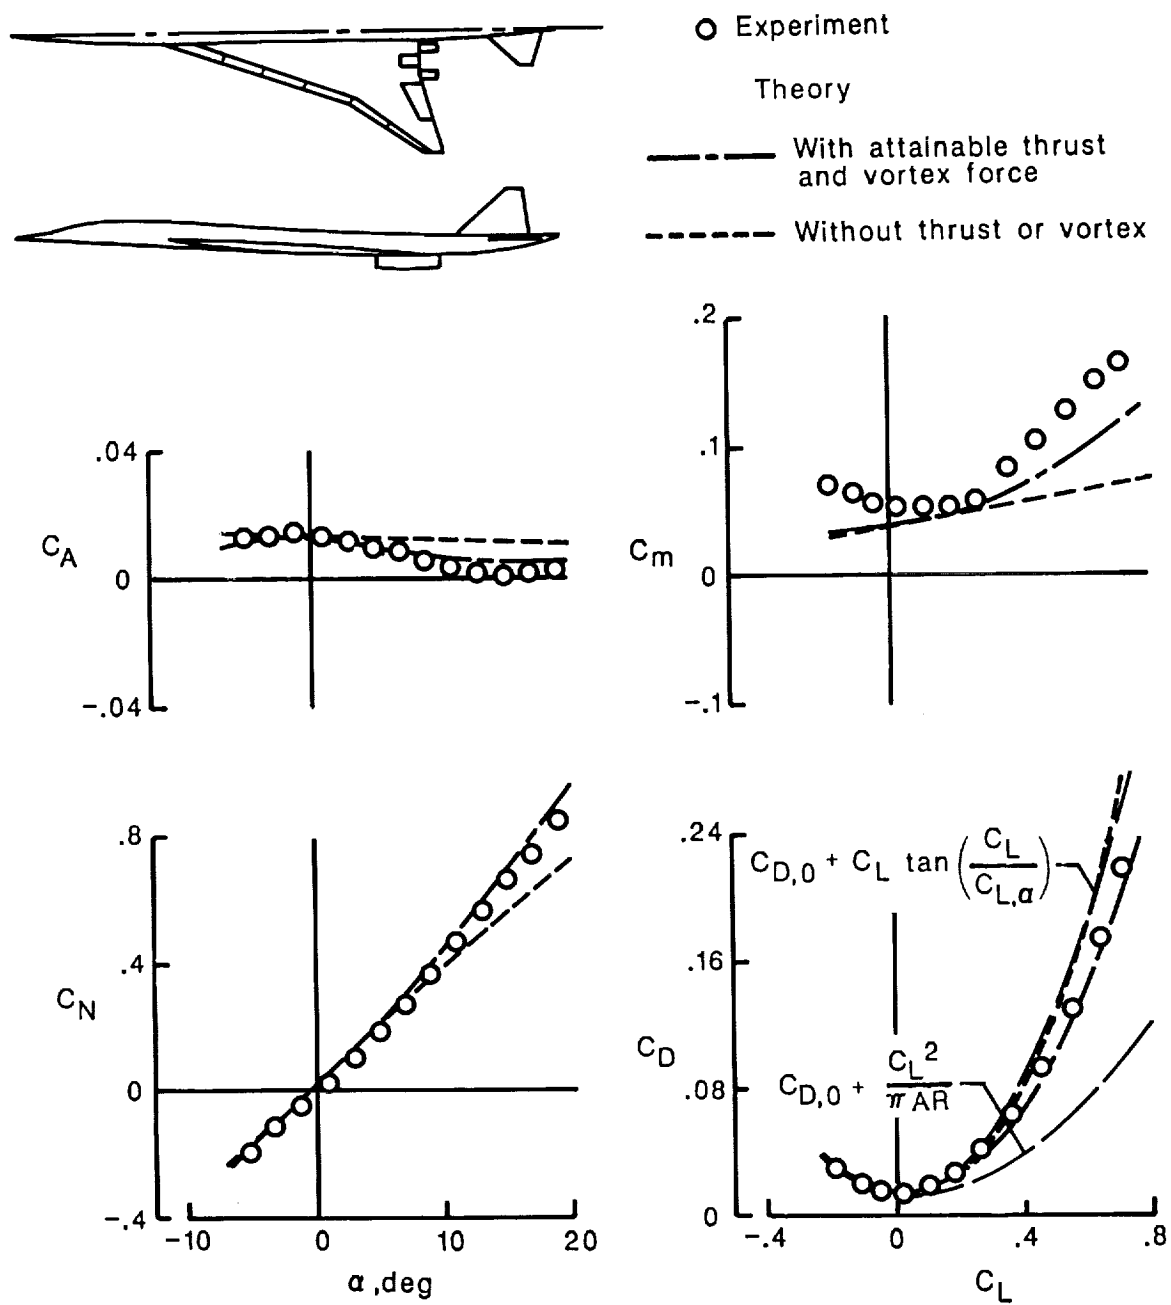 Experiment
Theory
With attainable thrust
and vortex force
Without thrust or vortex
.2
.1
C_m
0
-.1
.04
C_A
0
-.04
.8
.4
C_N
0
-.4
-10 0 10 20
α,deg
.24
C_D,0 + C_L tan(C_L/C_L,α)
.16
C_D
C_D,0 + C_L²/πAR
.08
0
-.4 0 .4 .8
C_L